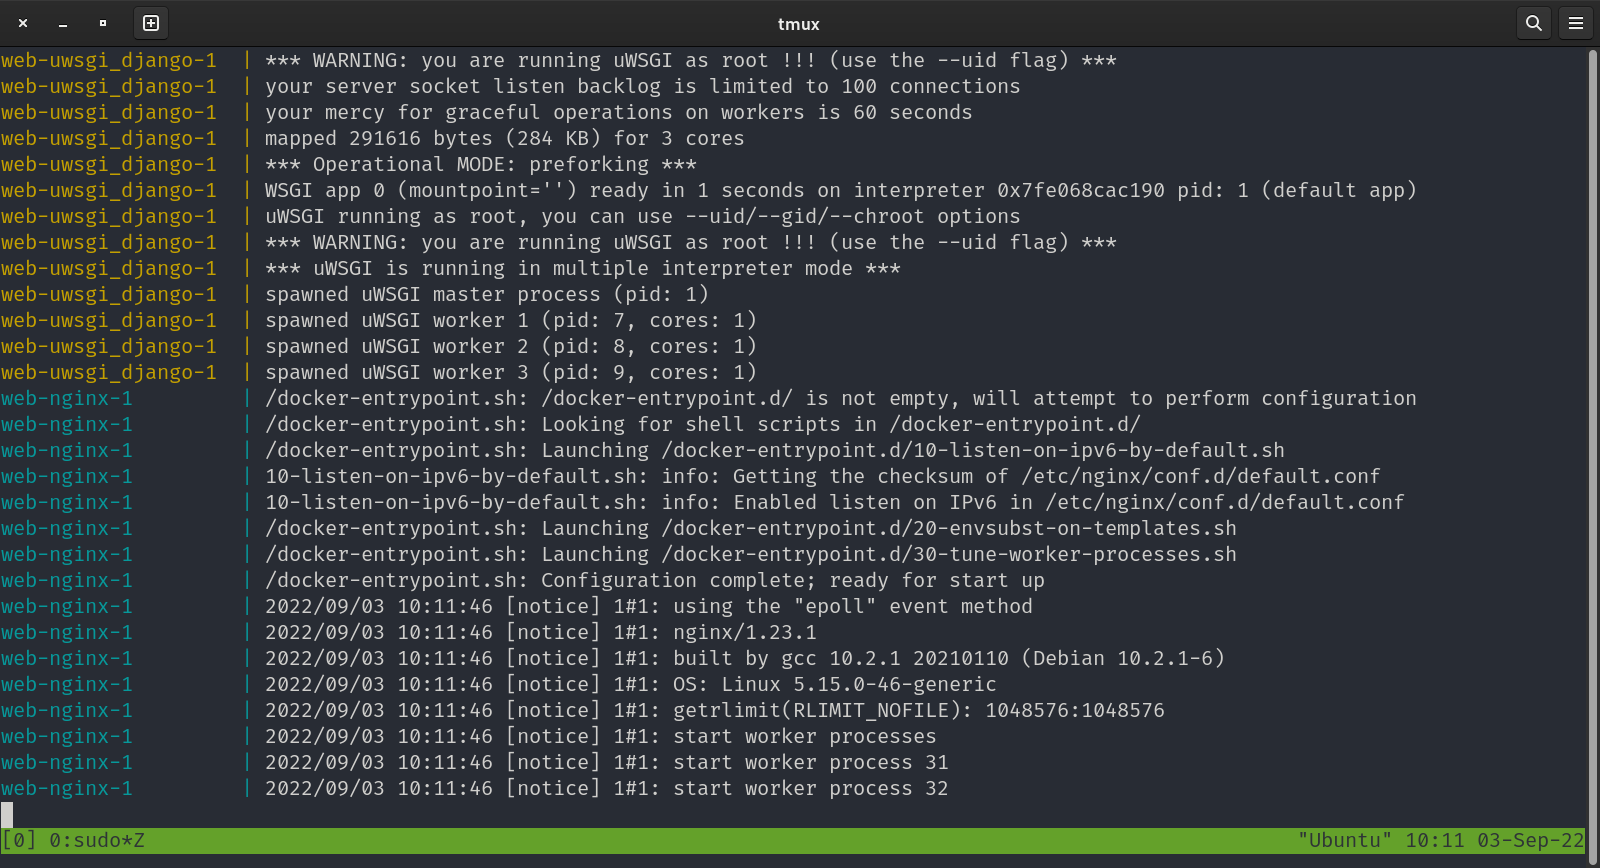 tmux
web-uwsgi_django-1  | *** WARNING: you are running uWSGI as root !!! (use the --uid flag) ***
web-uwsgi_django-1  | your server socket listen backlog is limited to 100 connections
web-uwsgi_django-1  | your mercy for graceful operations on workers is 60 seconds
web-uwsgi_django-1  | mapped 291616 bytes (284 KB) for 3 cores
web-uwsgi_django-1  | *** Operational MODE: preforking ***
web-uwsgi_django-1  | WSGI app 0 (mountpoint='') ready in 1 seconds on interpreter 0x7fe068cac190 pid: 1 (default app)
web-uwsgi_django-1  | uWSGI running as root, you can use --uid/--gid/--chroot options
web-uwsgi_django-1  | *** WARNING: you are running uWSGI as root !!! (use the --uid flag) ***
web-uwsgi_django-1  | *** uWSGI is running in multiple interpreter mode ***
web-uwsgi_django-1  | spawned uWSGI master process (pid: 1)
web-uwsgi_django-1  | spawned uWSGI worker 1 (pid: 7, cores: 1)
web-uwsgi_django-1  | spawned uWSGI worker 2 (pid: 8, cores: 1)
web-uwsgi_django-1  | spawned uWSGI worker 3 (pid: 9, cores: 1)
web-nginx-1         | /docker-entrypoint.sh: /docker-entrypoint.d/ is not empty, will attempt to perform configuration
web-nginx-1         | /docker-entrypoint.sh: Looking for shell scripts in /docker-entrypoint.d/
web-nginx-1         | /docker-entrypoint.sh: Launching /docker-entrypoint.d/10-listen-on-ipv6-by-default.sh
web-nginx-1         | 10-listen-on-ipv6-by-default.sh: info: Getting the checksum of /etc/nginx/conf.d/default.conf
web-nginx-1         | 10-listen-on-ipv6-by-default.sh: info: Enabled listen on IPv6 in /etc/nginx/conf.d/default.conf
web-nginx-1         | /docker-entrypoint.sh: Launching /docker-entrypoint.d/20-envsubst-on-templates.sh
web-nginx-1         | /docker-entrypoint.sh: Launching /docker-entrypoint.d/30-tune-worker-processes.sh
web-nginx-1         | /docker-entrypoint.sh: Configuration complete; ready for start up
web-nginx-1         | 2022/09/03 10:11:46 [notice] 1#1: using the "epoll" event method
web-nginx-1         | 2022/09/03 10:11:46 [notice] 1#1: nginx/1.23.1
web-nginx-1         | 2022/09/03 10:11:46 [notice] 1#1: built by gcc 10.2.1 20210110 (Debian 10.2.1-6)
web-nginx-1         | 2022/09/03 10:11:46 [notice] 1#1: OS: Linux 5.15.0-46-generic
web-nginx-1         | 2022/09/03 10:11:46 [notice] 1#1: getrlimit(RLIMIT_NOFILE): 1048576:1048576
web-nginx-1         | 2022/09/03 10:11:46 [notice] 1#1: start worker processes
web-nginx-1         | 2022/09/03 10:11:46 [notice] 1#1: start worker process 31
web-nginx-1         | 2022/09/03 10:11:46 [notice] 1#1: start worker process 32
[0] 0:sudo*Z "Ubuntu" 10:11 03-Sep-22